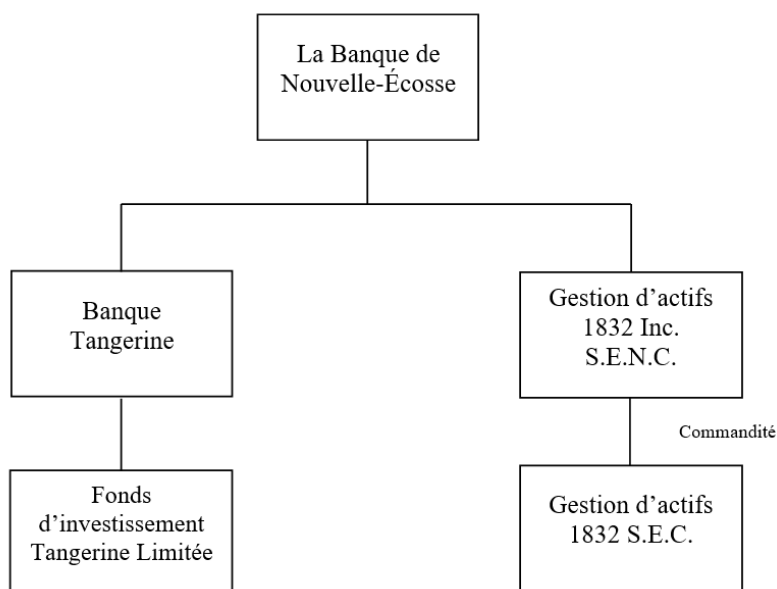 La Banque de
Nouvelle-Écosse
Banque
Tangerine
Gestion d’actifs
1832 Inc.
S.E.N.C.
Commandité
Fonds
d’investissement
Tangerine Limitée
Gestion d’actifs
1832 S.E.C.